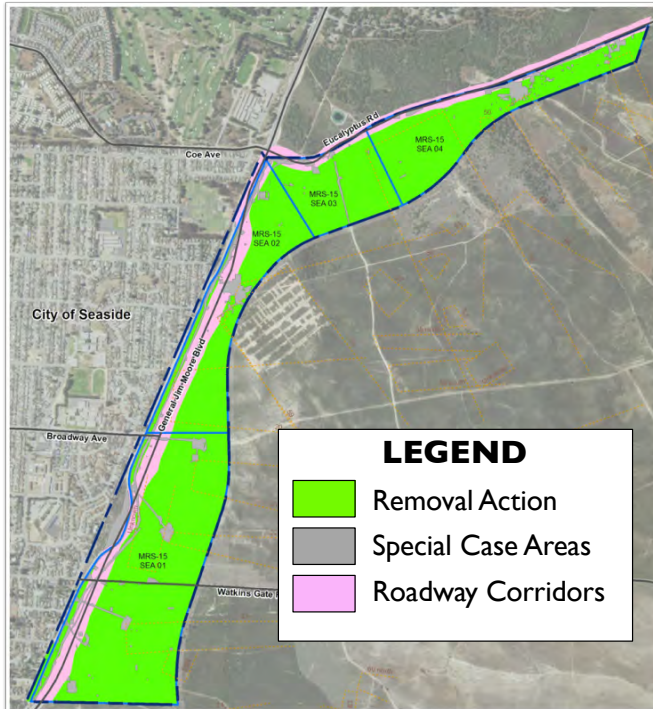 Eucalyptus Rd
Coe Ave
MRS-15
SEA 04
MRS-15
SEA 03
MRS-15
SEA 02
City of Seaside
General Jim Moore Blvd
Broadway Ave
MRS-15
SEA 01
Watkins Gate
LEGEND
Removal Action
Special Case Areas
Roadway Corridors